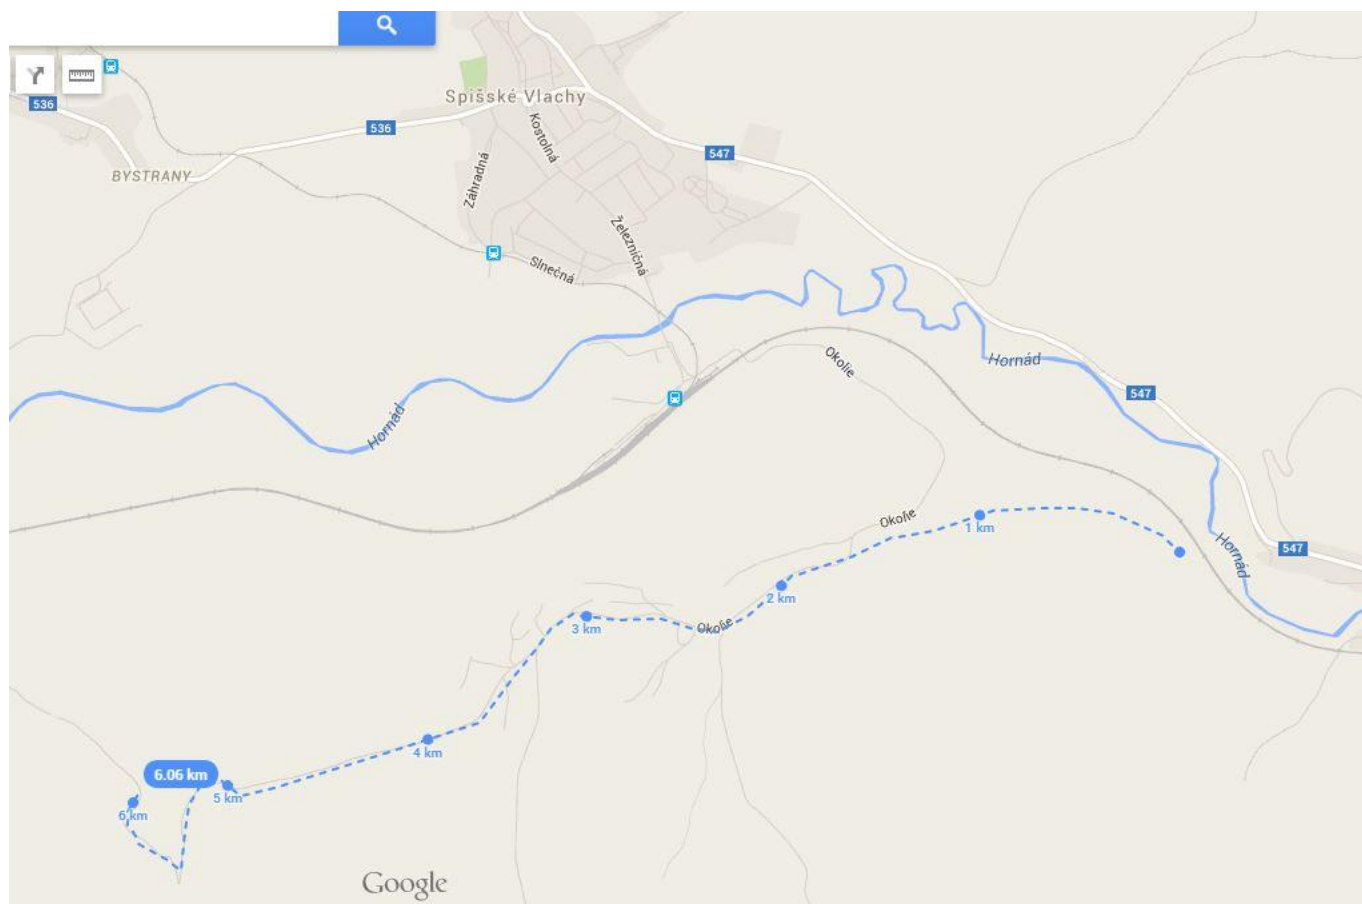 536
Spišské Vlachy
536
Kostolná
547
BYSTRANY
Záhradná
Železničná
Slnečná
Hornád
Okolie
547
Hornád
Okolie
1 km
Hornád
547
2 km
3 km
Okolie
4 km
6.06 km
5 km
6 km
Google